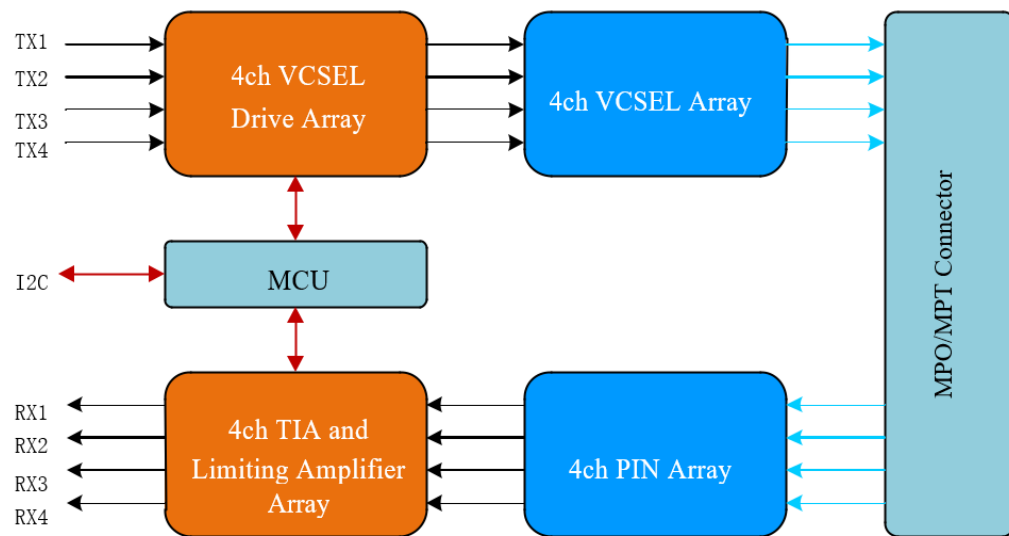 TX1
TX2
TX3
TX4
4ch VCSEL
Drive Array
4ch VCSEL Array
MPO/MPT Connector
I2C
MCU
RX1
RX2
RX3
RX4
4ch TIA and
Limiting Amplifier
Array
4ch PIN Array